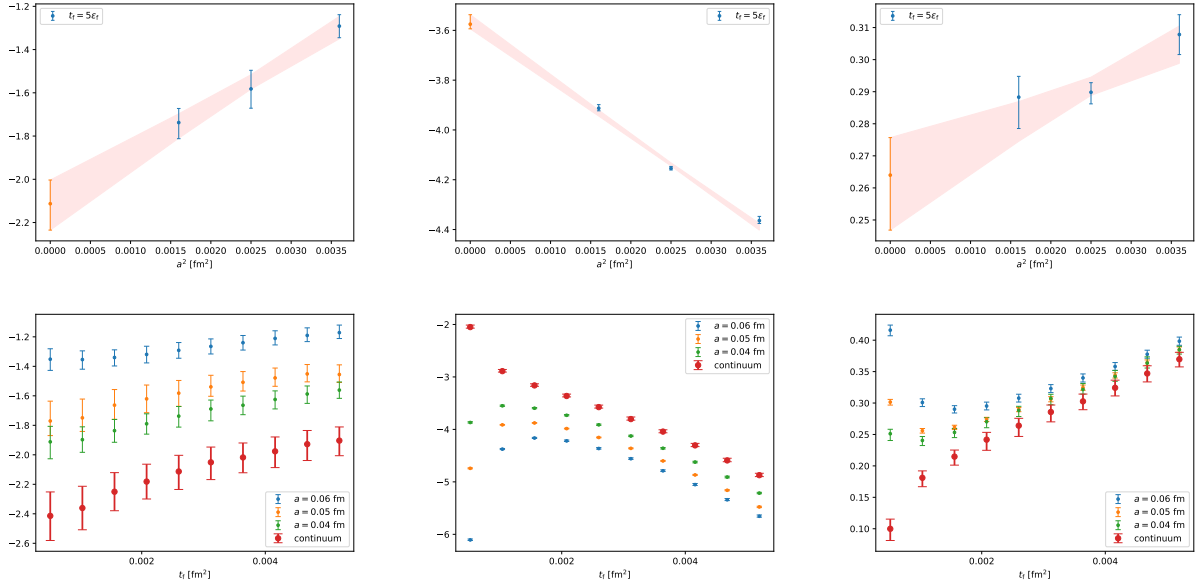 −1.2
−1.4
−1.6
−1.8
−2.0
−2.2
t_f = 5ε_f
0.0000 0.0005 0.0010 0.0015 0.0020 0.0025 0.0030 0.0035
a² [fm²]
−3.6
−3.8
−4.0
−4.2
−4.4
t_f = 5ε_f
0.0000 0.0005 0.0010 0.0015 0.0020 0.0025 0.0030 0.0035
a² [fm²]
0.31
0.30
0.29
0.28
0.27
0.26
0.25
t_f = 5ε_f
0.0000 0.0005 0.0010 0.0015 0.0020 0.0025 0.0030 0.0035
a² [fm²]
−1.2
−1.4
−1.6
−1.8
−2.0
−2.2
−2.4
−2.6
a = 0.06 fm
a = 0.05 fm
a = 0.04 fm
continuum
0.002 0.004
t_f [fm²]
−2
−3
−4
−5
−6
a = 0.06 fm
a = 0.05 fm
a = 0.04 fm
continuum
0.002 0.004
t_f [fm²]
0.40
0.35
0.30
0.25
0.20
0.15
0.10
a = 0.06 fm
a = 0.05 fm
a = 0.04 fm
continuum
0.002 0.004
t_f [fm²]